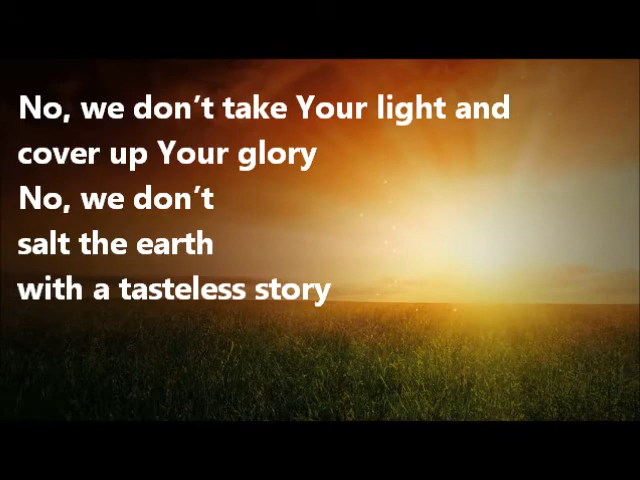 No, we don’t take Your light and
cover up Your glory
No, we don’t
salt the earth
with a tasteless story